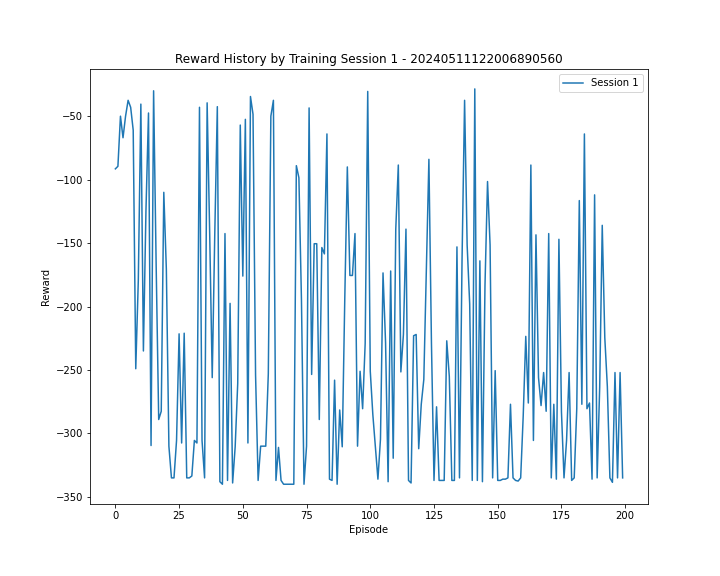 Reward History by Training Session 1 - 20240511122006890560
Session 1
Reward
−50
−100
−150
−200
−250
−300
−350
0 25 50 75 100 125 150 175 200
Episode